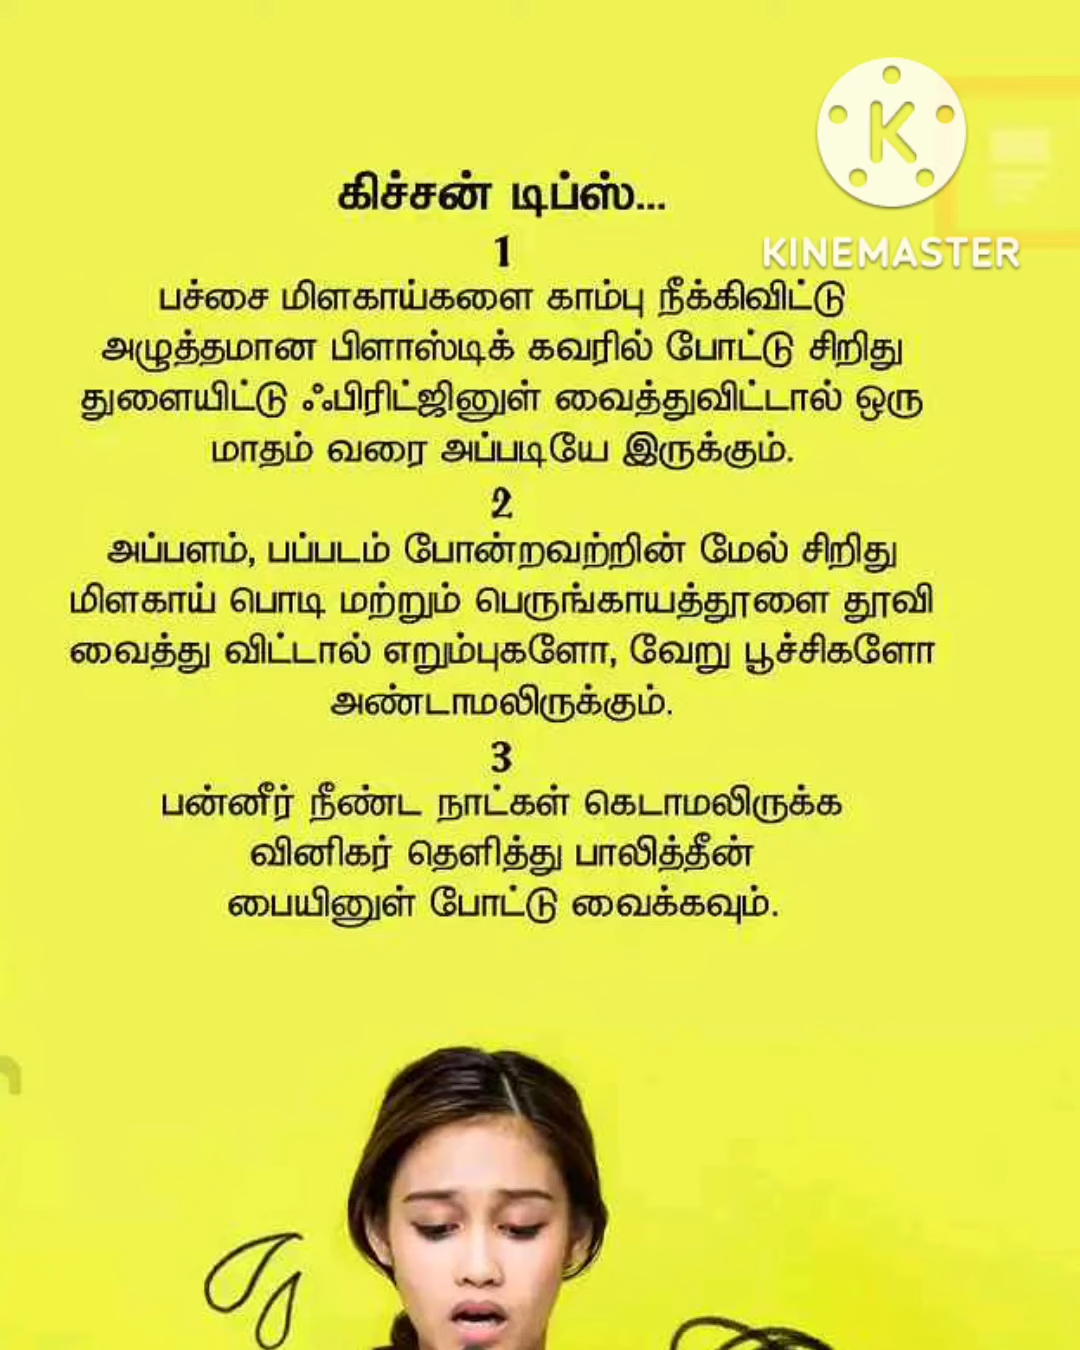 கிச்சன் டிப்ஸ்...
KINEMASTER
1
பச்சை மிளகாய்களை காம்பு நீக்கிவிட்டு
அழுத்தமான பிளாஸ்டிக் கவரில் போட்டு சிறிது
துளையிட்டு ஃபிரிட்ஜினுள் வைத்துவிட்டால் ஒரு
மாதம் வரை அப்படியே இருக்கும்.
2
அப்பளம், பப்படம் போன்றவற்றின் மேல் சிறிது
மிளகாய் பொடி மற்றும் பெருங்காயத்தூளை தூவி
வைத்து விட்டால் எறும்புகளோ, வேறு பூச்சிகளோ
அண்டாமலிருக்கும்.
3
பன்னீர் நீண்ட நாட்கள் கெடாமலிருக்க
வினிகர் தெளித்து பாலித்தீன்
பையினுள் போட்டு வைக்கவும்.